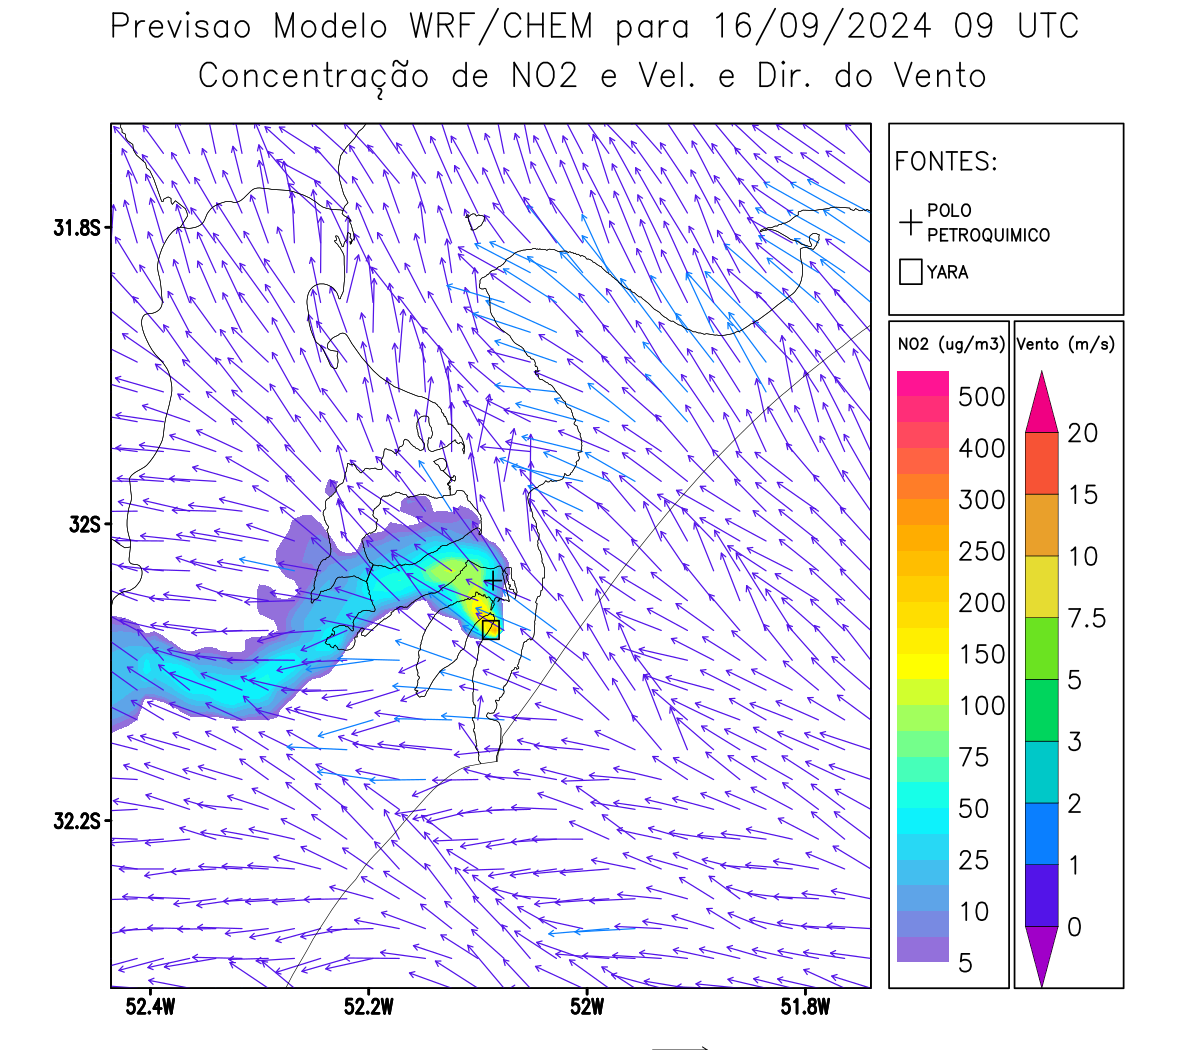 Previsao Modelo WRF/CHEM para 16/09/2024 09 UTC
Concentração de NO2 e Vel. e Dir. do Vento
FONTES:
POLO
PETROQUIMICO
YARA
NO2 (ug/m3)
500
400
300
250
200
150
100
75
50
25
10
5
Vento (m/s)
20
15
10
7.5
5
3
2
1
0
31.8S
32S
32.2S
52.4W
52.2W
52W
51.8W